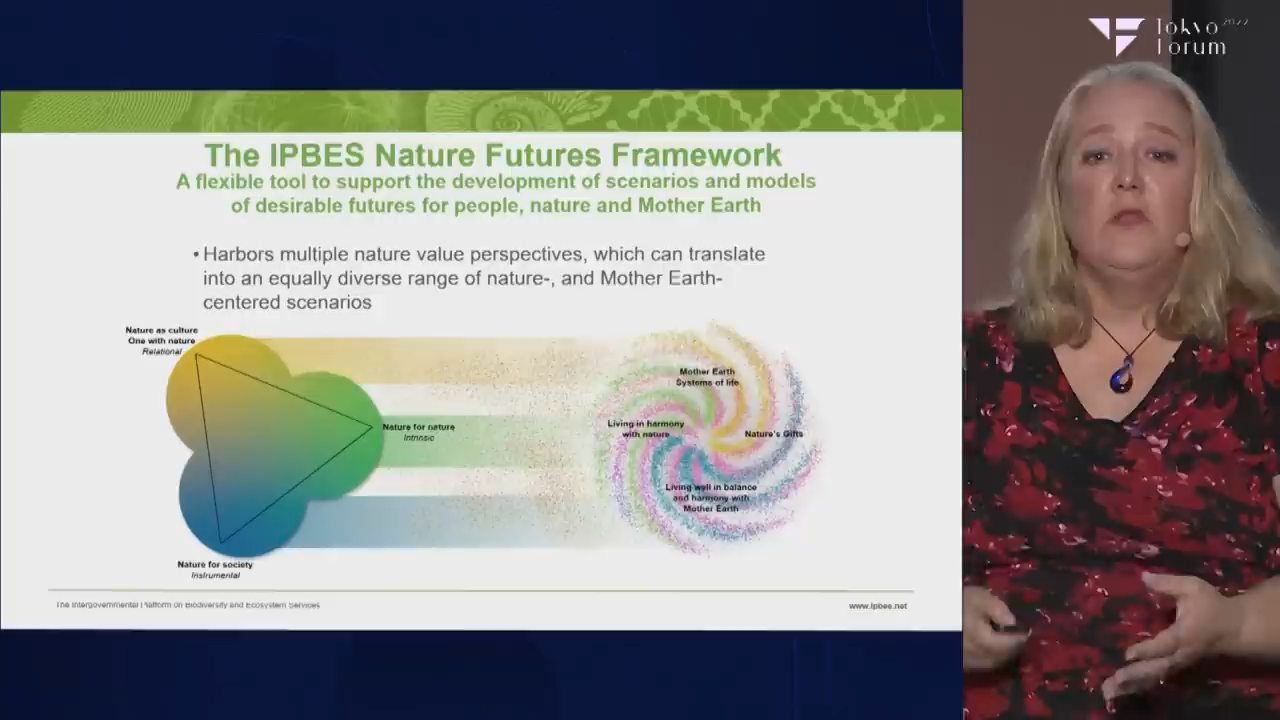 Tokyo 2022
Forum
The IPBES Nature Futures Framework
A flexible tool to support the development of scenarios and models
of desirable futures for people, nature and Mother Earth
• Harbors multiple nature value perspectives, which can translate
into an equally diverse range of nature-, and Mother Earth-
centered scenarios
Nature as culture
One with nature
Relational
Nature for nature
Intrinsic
Nature for society
Instrumental
Mother Earth
Systems of life
Living in harmony
with nature
Nature's Gifts
Living well in balance
and harmony with
Mother Earth
The Intergovernmental Platform on Biodiversity and Ecosystem Services
www.ipbes.net